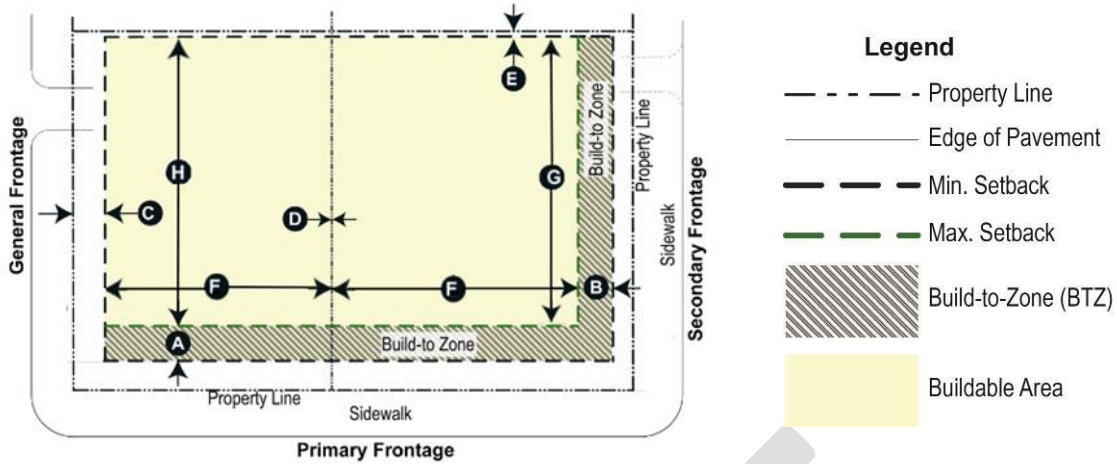 E
Build-to Zone
Property Line
H
G
General Frontage
C
D
Sidewalk
Secondary Frontage
F
F
B
A
Build-to Zone
Property Line
Sidewalk
Primary Frontage
Legend
Property Line
Edge of Pavement
Min. Setback
Max. Setback
Build-to-Zone (BTZ)
Buildable Area